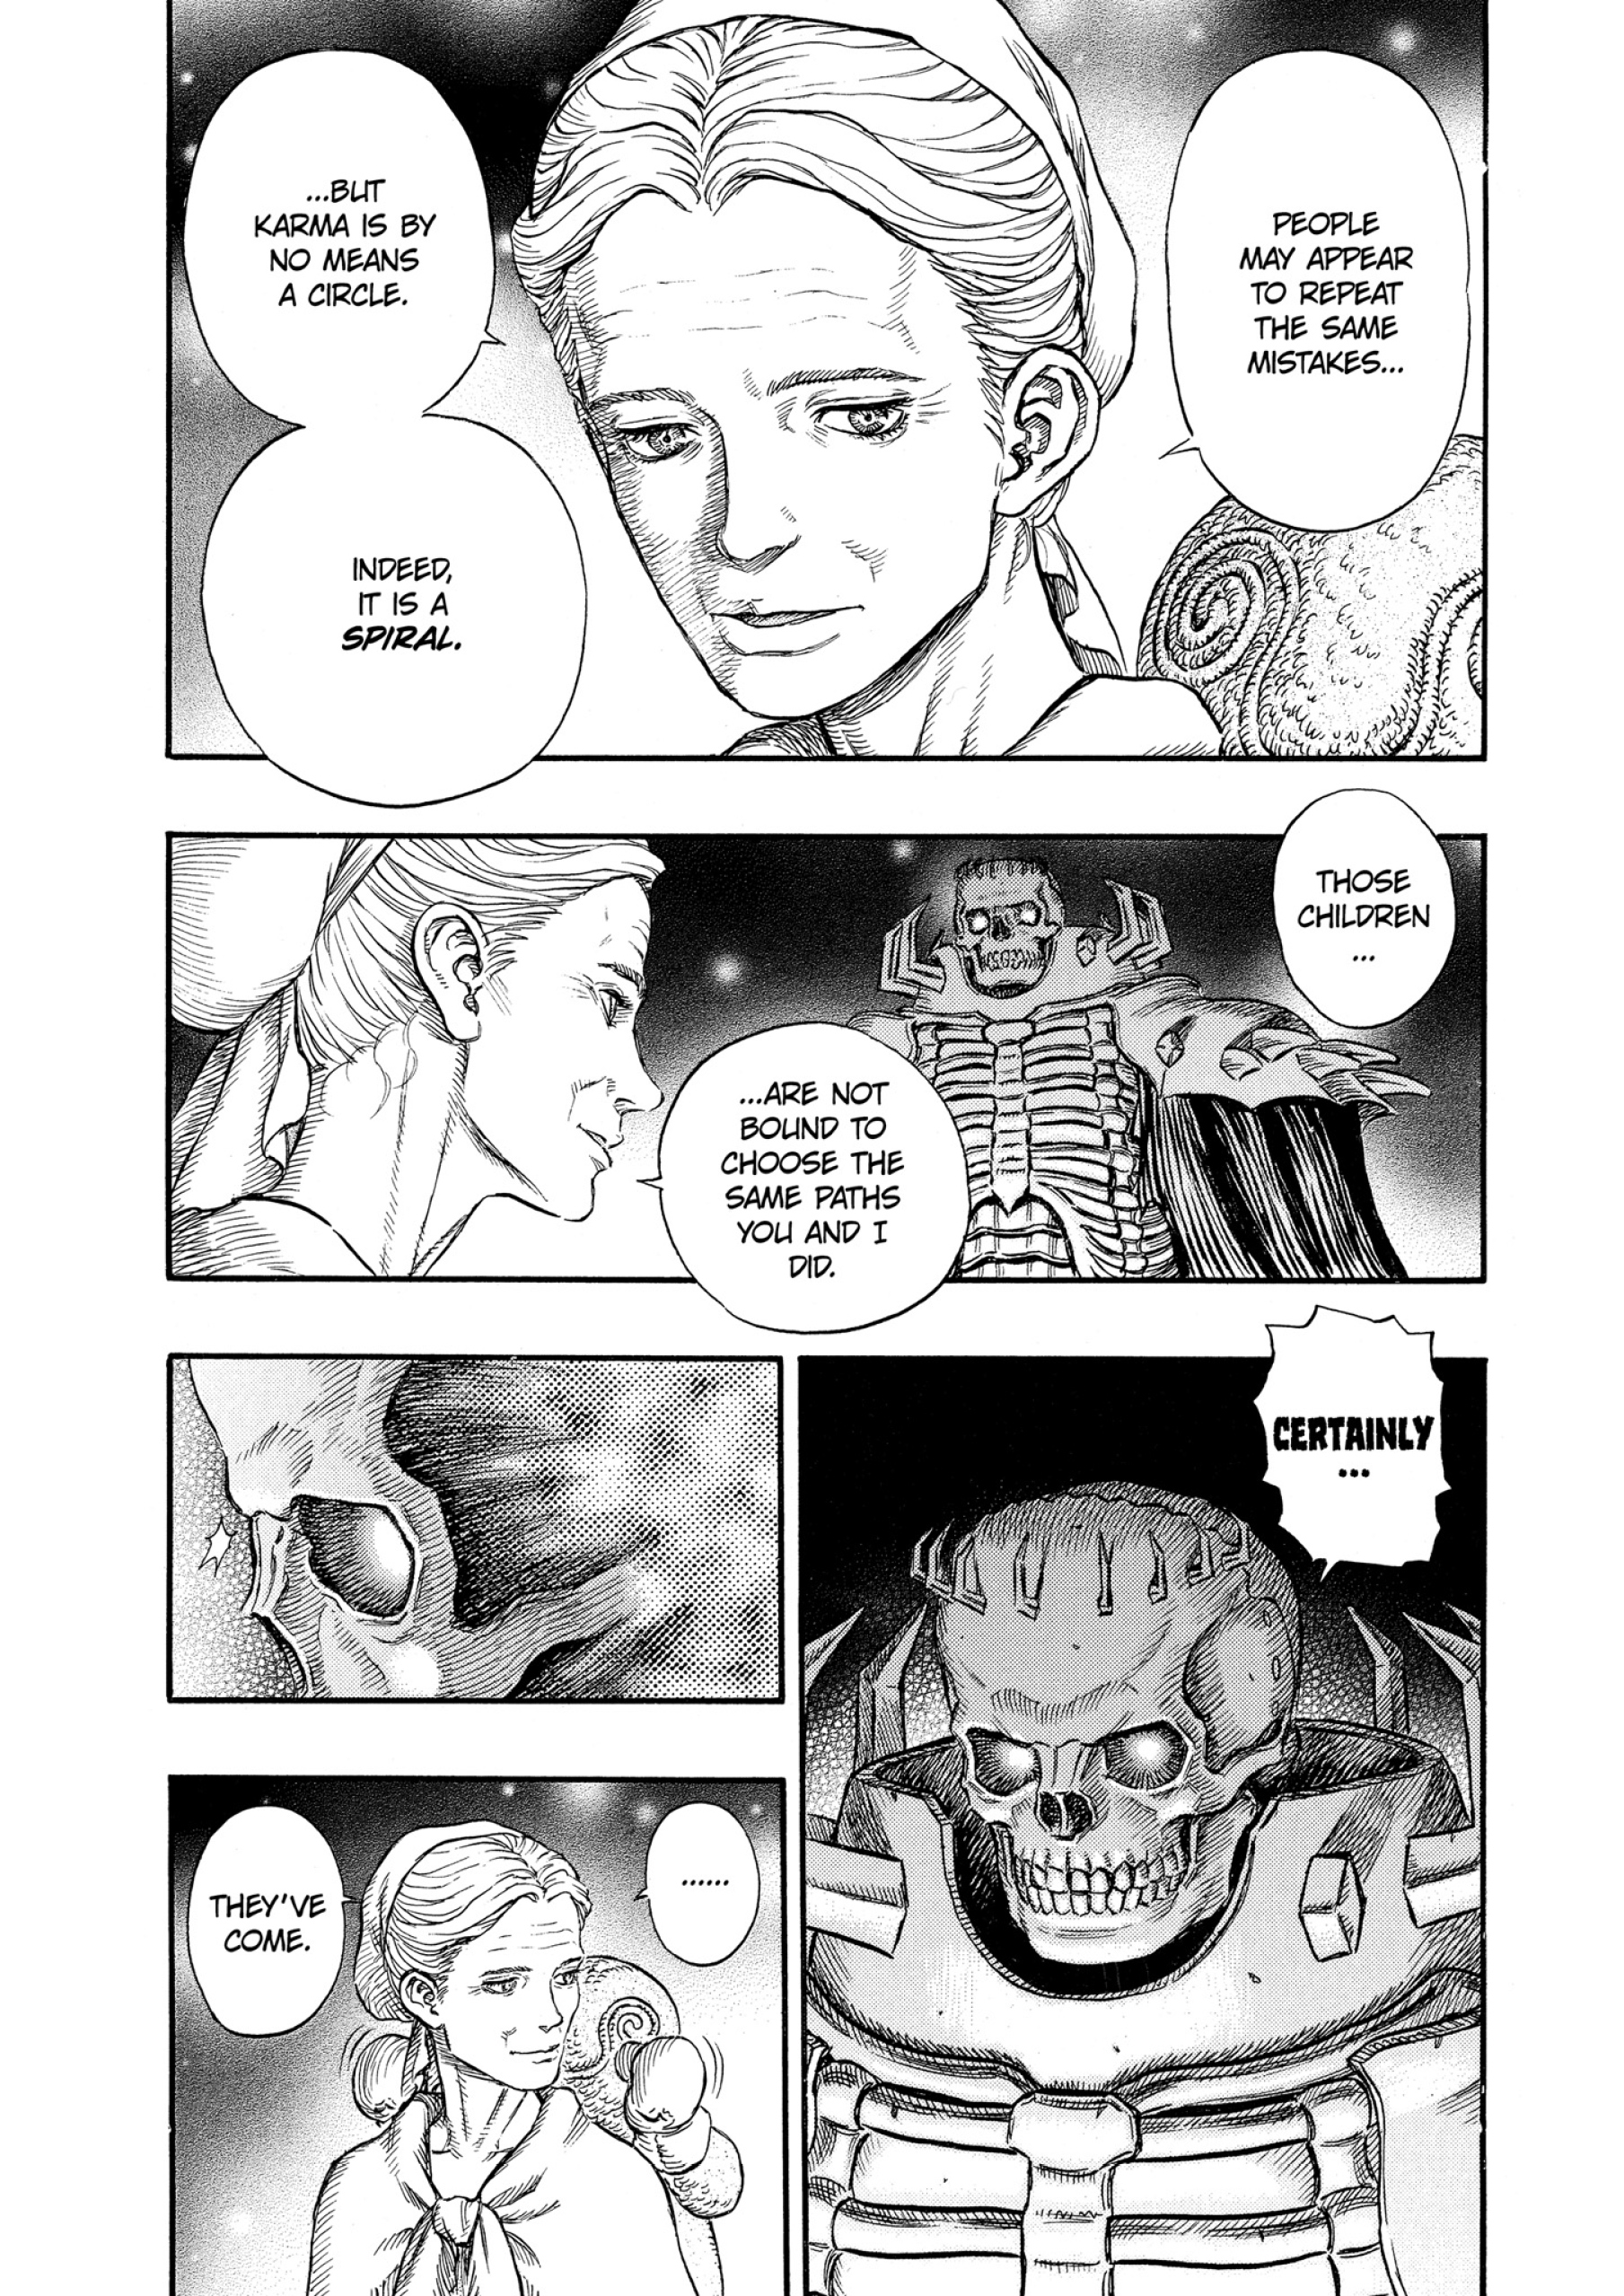 PEOPLE
MAY APPEAR
TO REPEAT
THE SAME
MISTAKES...
...BUT
KARMA IS BY
NO MEANS
A CIRCLE.
INDEED,
IT IS A
SPIRAL.
THOSE
CHILDREN
...
...ARE NOT
BOUND TO
CHOOSE THE
SAME PATHS
YOU AND I
DID.
CERTAINLY
...
......
THEY'VE
COME.